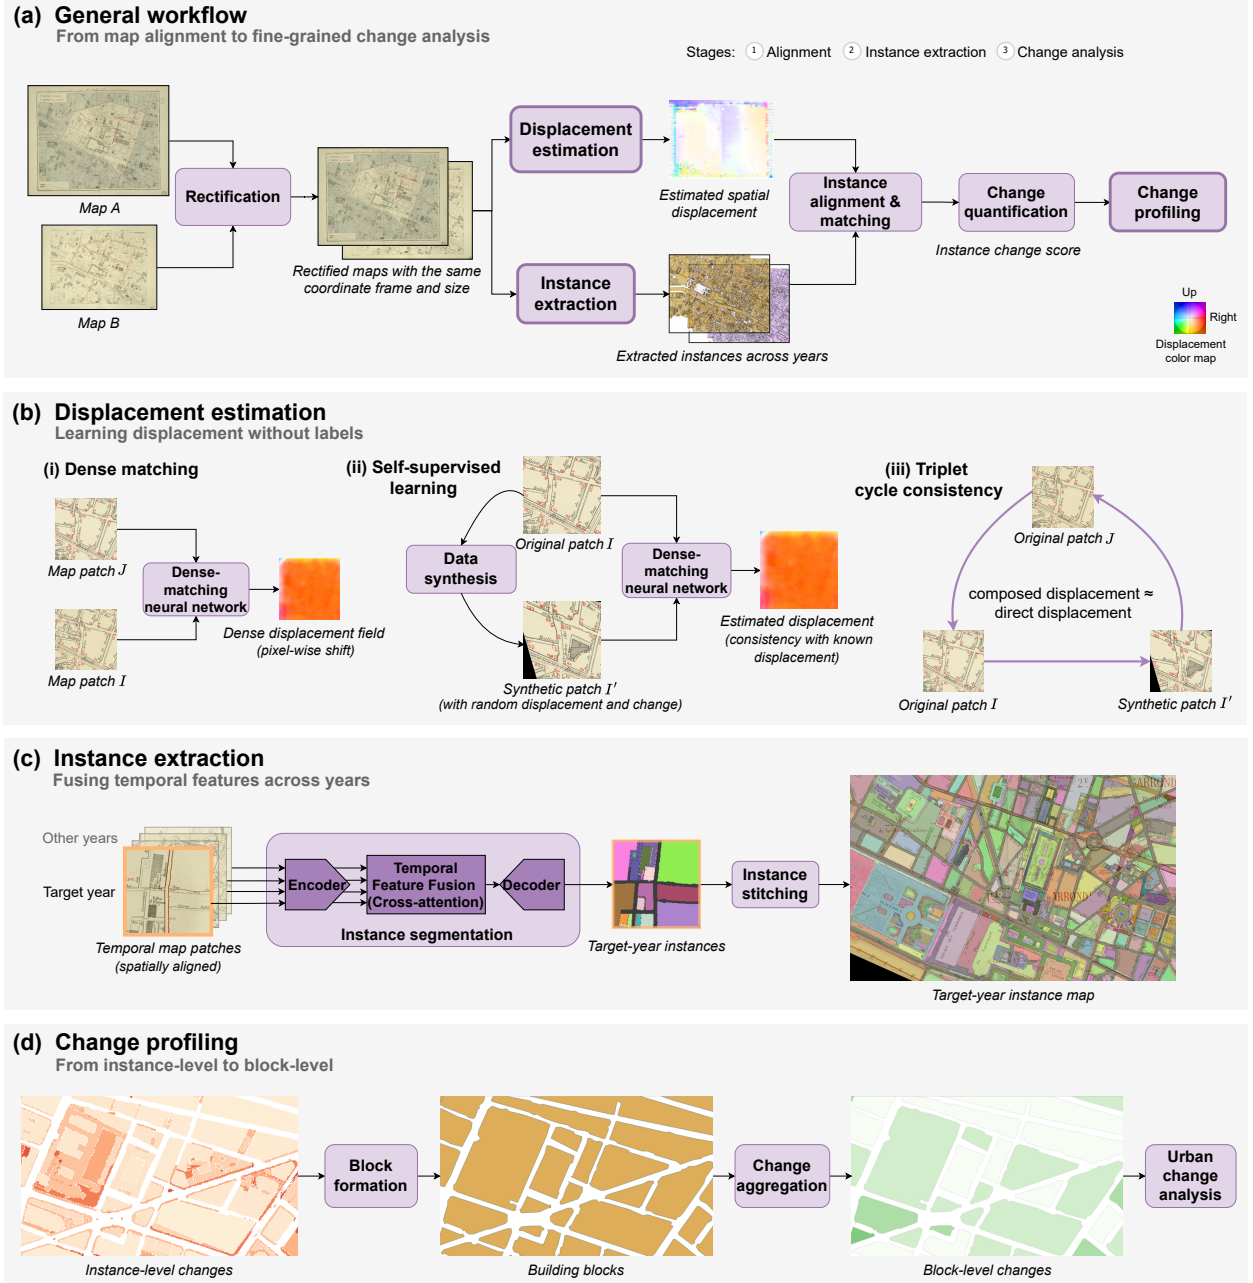 (a) General workflow
From map alignment to fine-grained change analysis
Stages: 1 Alignment 2 Instance extraction 3 Change analysis
Map A
Map B
Rectification
Rectified maps with the same
coordinate frame and size
Displacement
estimation
Estimated spatial
displacement
Instance
extraction
Extracted instances across years
Instance
alignment &
matching
Change
quantification
Instance change score
Change
profiling
Up
Right
Displacement
color map
(b) Displacement estimation
Learning displacement without labels
(i) Dense matching
Map patch J
Map patch I
Dense-
matching
neural network
Dense displacement field
(pixel-wise shift)
(ii) Self-supervised
learning
Original patch I
Data
synthesis
Synthetic patch I′
(with random displacement and change)
Dense-
matching
neural network
Estimated displacement
(consistency with known
displacement)
(iii) Triplet
cycle consistency
Original patch J
composed displacement ≈
direct displacement
Original patch I
Synthetic patch I′
(c) Instance extraction
Fusing temporal features across years
Other years
Target year
Temporal map patches
(spatially aligned)
Encoder
Temporal
Feature Fusion
(Cross-attention)
Decoder
Instance segmentation
Target-year instances
Instance
stitching
Target-year instance map
(d) Change profiling
From instance-level to block-level
Instance-level changes
Block
formation
Building blocks
Change
aggregation
Block-level changes
Urban
change
analysis